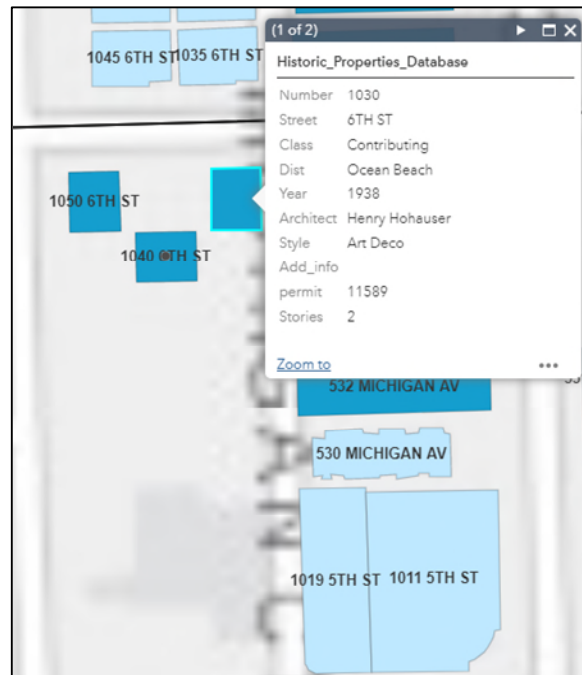 1045 6TH ST
1035 6TH ST
(1 of 2)
Historic_Properties_Database
Number 1030
Street 6TH ST
Class Contributing
Dist Ocean Beach
Year 1938
Architect Henry Hohauser
Style Art Deco
Add_info
permit 11589
Stories 2
Zoom to
1050 6TH ST
1040 6TH ST
532 MICHIGAN AV
530 MICHIGAN AV
1019 5TH ST
1011 5TH ST